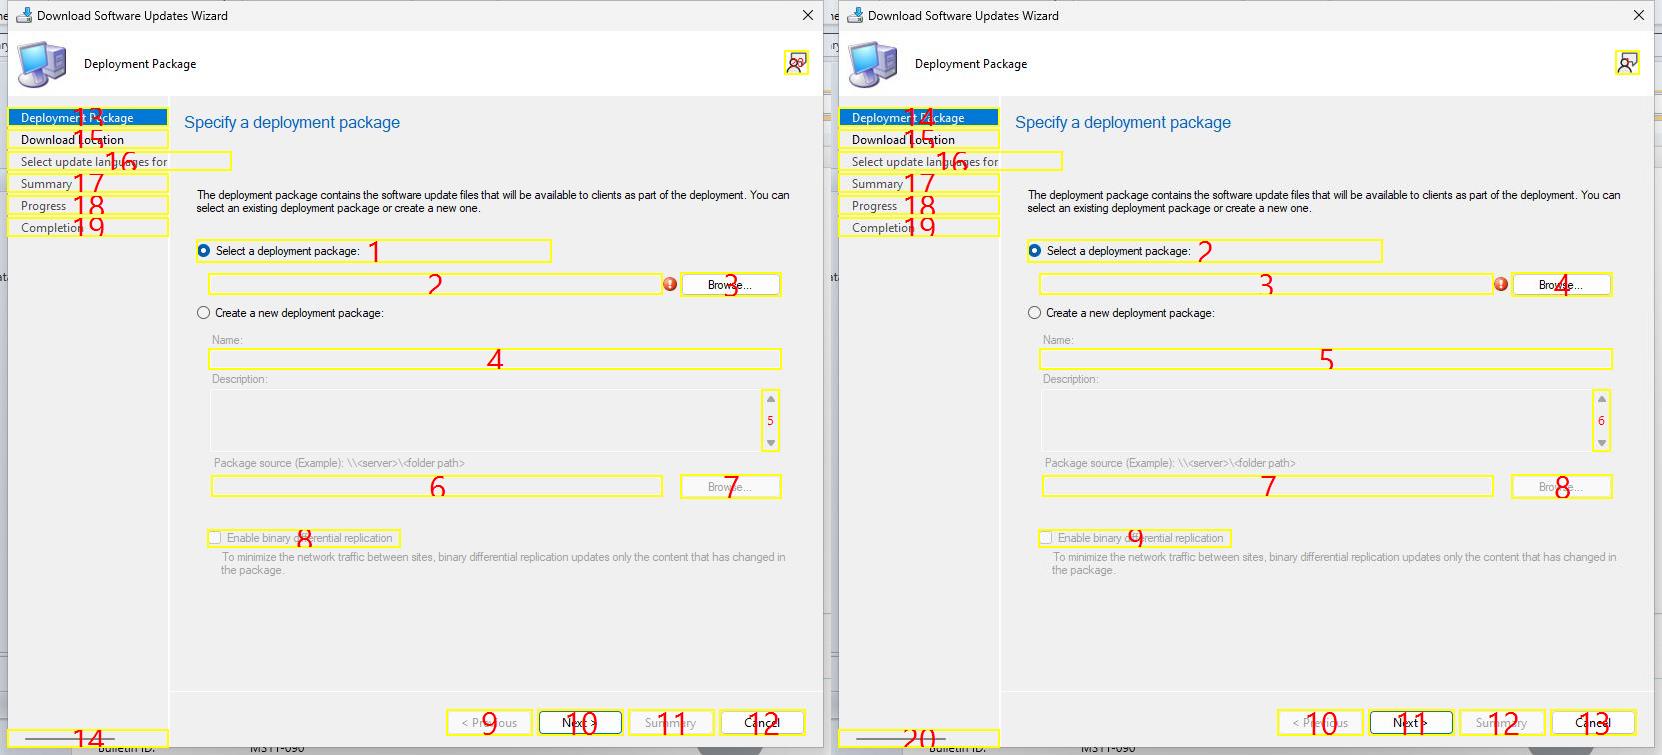 Download Software Updates Wizard
Deployment Package
Deployment Package
13
Download Location
15
Select update languages for
16
Summary
17
Progress
18
Completion
19
Specify a deployment package
The deployment package contains the software update files that will be available to clients as part of the deployment. You can
select an existing deployment package or create a new one.
Select a deployment package:
1
2
Browse...
3
Create a new deployment package:
Name:
4
Description:
5
Package source (Example): \\<server>\<folder path>
6
Browse...
7
Enable binary differential replication
8
To minimize the network traffic between sites, binary differential replication updates only the content that has changed in
the package.
< Previous
9
Next >
10
Summary
11
Cancel
12
14
Bulletin ID:
MS11-090
Download Software Updates Wizard
Deployment Package
Deployment Package
14
Download Location
15
Select update languages for
16
Summary
17
Progress
18
Completion
19
Specify a deployment package
The deployment package contains the software update files that will be available to clients as part of the deployment. You can
select an existing deployment package or create a new one.
Select a deployment package:
2
3
Browse...
4
Create a new deployment package:
Name:
5
Description:
6
Package source (Example): \\<server>\<folder path>
7
Browse...
8
Enable binary differential replication
9
To minimize the network traffic between sites, binary differential replication updates only the content that has changed in
the package.
< Previous
10
Next >
11
Summary
12
Cancel
13
20
Bulletin ID:
MS11-090